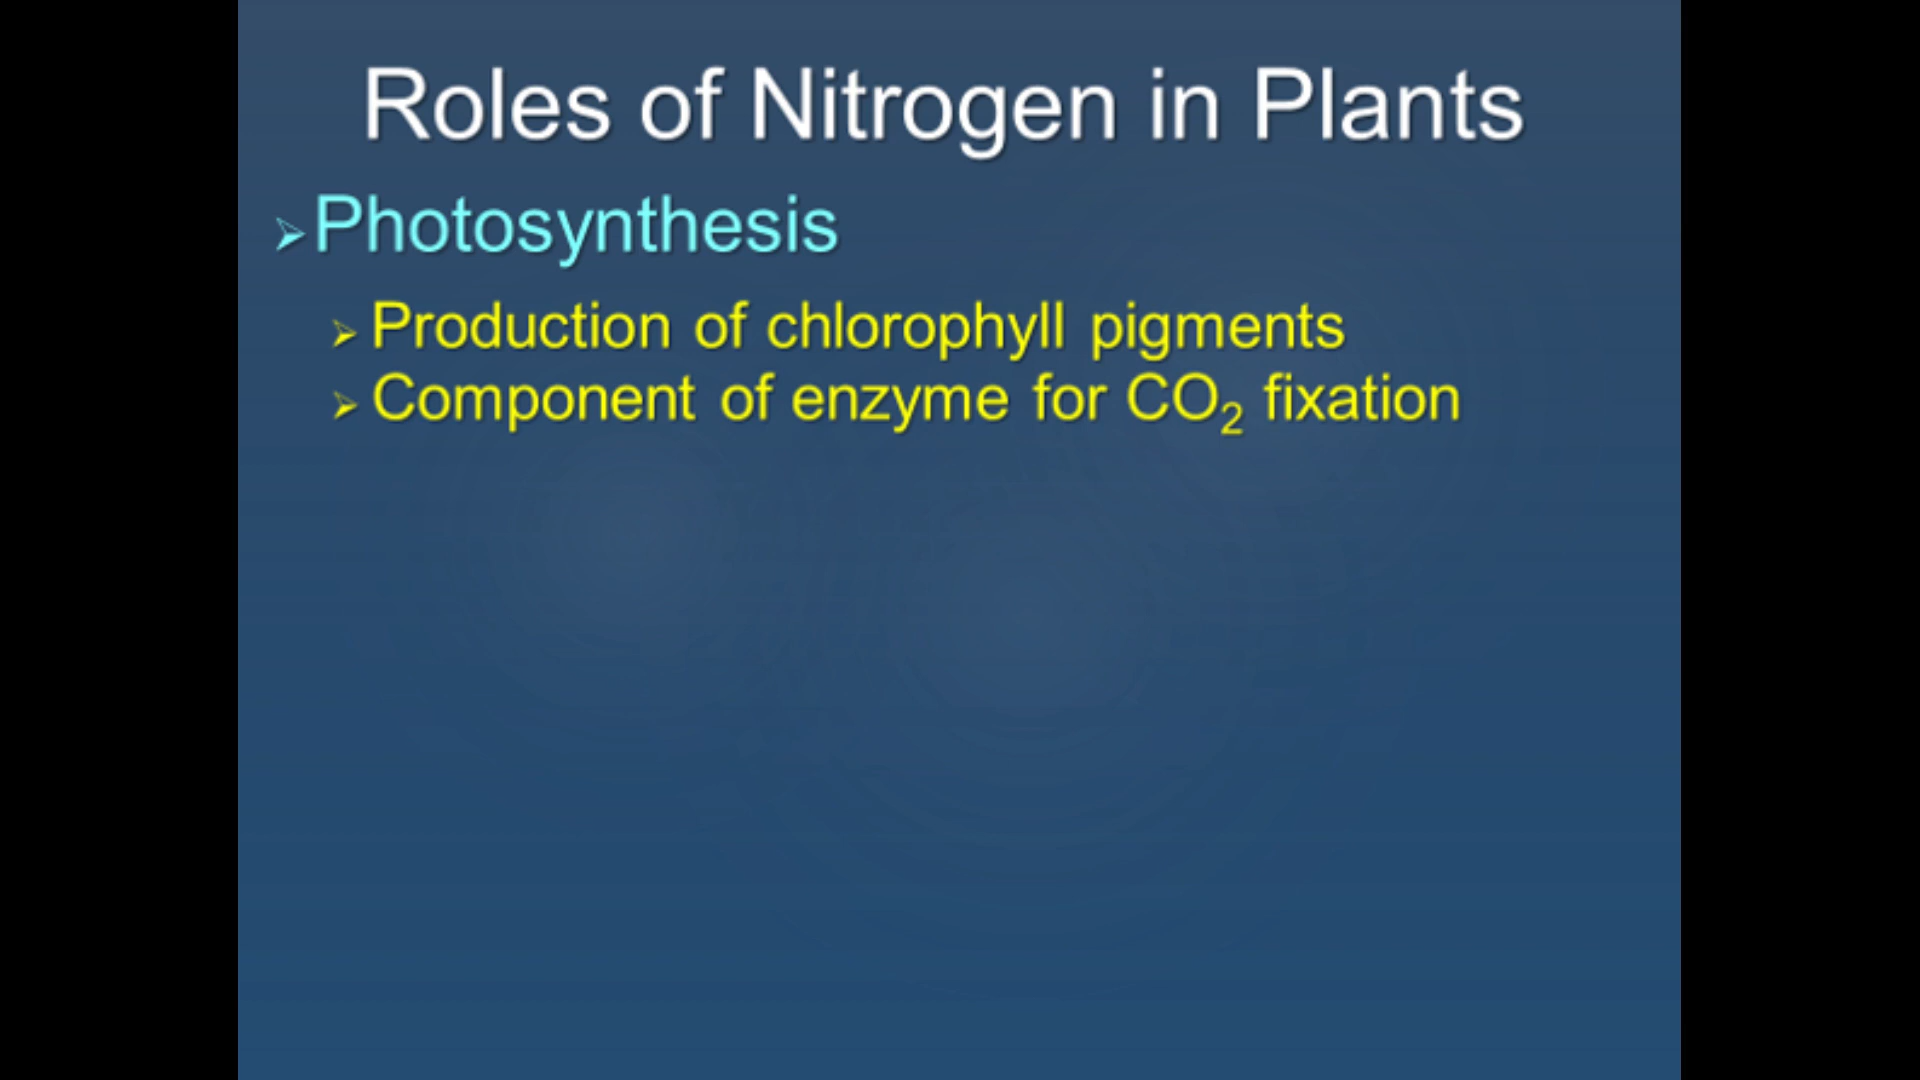 Roles of Nitrogen in Plants
➢Photosynthesis
➢Production of chlorophyll pigments
➢Component of enzyme for CO₂ fixation